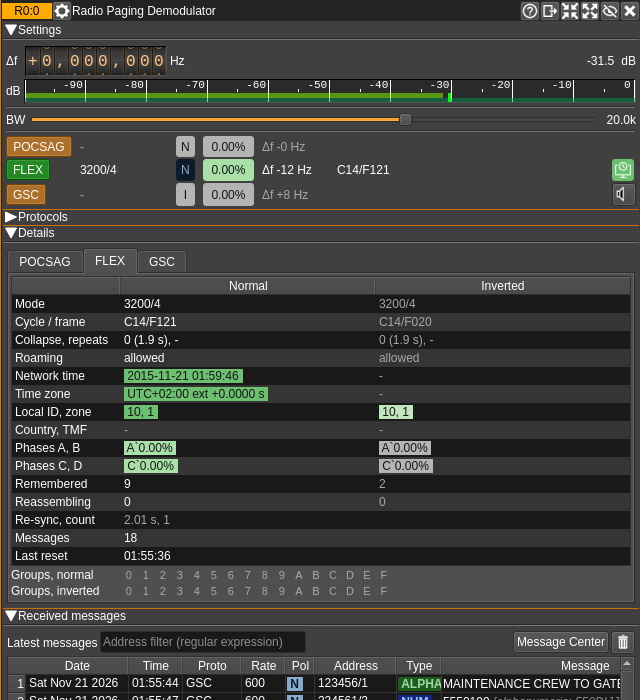 R0:0 Radio Paging Demodulator
Settings
Δf +0,000,000 Hz -31.5 dB
dB -90 -80 -70 -60 -50 -40 -30 -20 -10 0
BW 20.0k
POCSAG - N 0.00% Δf -0 Hz
FLEX 3200/4 N 0.00% Δf -12 Hz C14/F121
GSC - I 0.00% Δf +8 Hz
Protocols
Details
POCSAG FLEX GSC
Normal Inverted
Mode 3200/4 3200/4
Cycle / frame C14/F121 C14/F020
Collapse, repeats 0 (1.9 s), - 0 (1.9 s), -
Roaming allowed allowed
Network time 2015-11-21 01:59:46 -
Time zone UTC+02:00 ext +0.0000 s -
Local ID, zone 10, 1 10, 1
Country, TMF - -
Phases A, B A`0.00% A`0.00%
Phases C, D C`0.00% C`0.00%
Remembered 9 2
Reassembling 0 0
Re-sync, count 2.01 s, 1
Messages 18
Last reset 01:55:36
Groups, normal 0 1 2 3 4 5 6 7 8 9 A B C D E F
Groups, inverted 0 1 2 3 4 5 6 7 8 9 A B C D E F
Received messages
Latest messages Address filter (regular expression) Message Center
Date Time Proto Rate Pol Address Type Message
1 Sat Nov 21 2026 01:55:44 GSC 600 N 123456/1 ALPHA MAINTENANCE CREW TO GATE